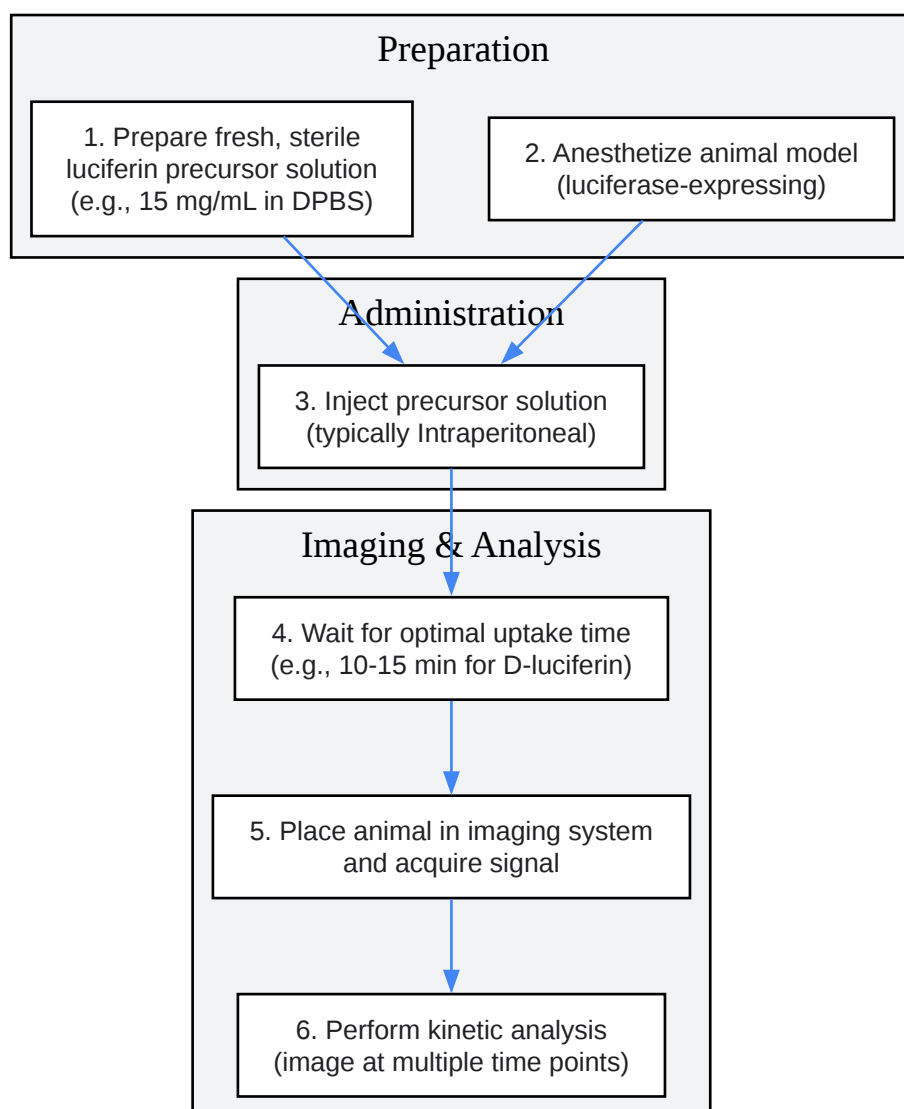 Preparation
1. Prepare fresh, sterile
luciferin precursor solution
(e.g., 15 mg/mL in DPBS)
2. Anesthetize animal model
(luciferase-expressing)
Administration
3. Inject precursor solution
(typically Intraperitoneal)
Imaging & Analysis
4. Wait for optimal uptake time
(e.g., 10-15 min for D-luciferin)
5. Place animal in imaging system
and acquire signal
6. Perform kinetic analysis
(image at multiple time points)